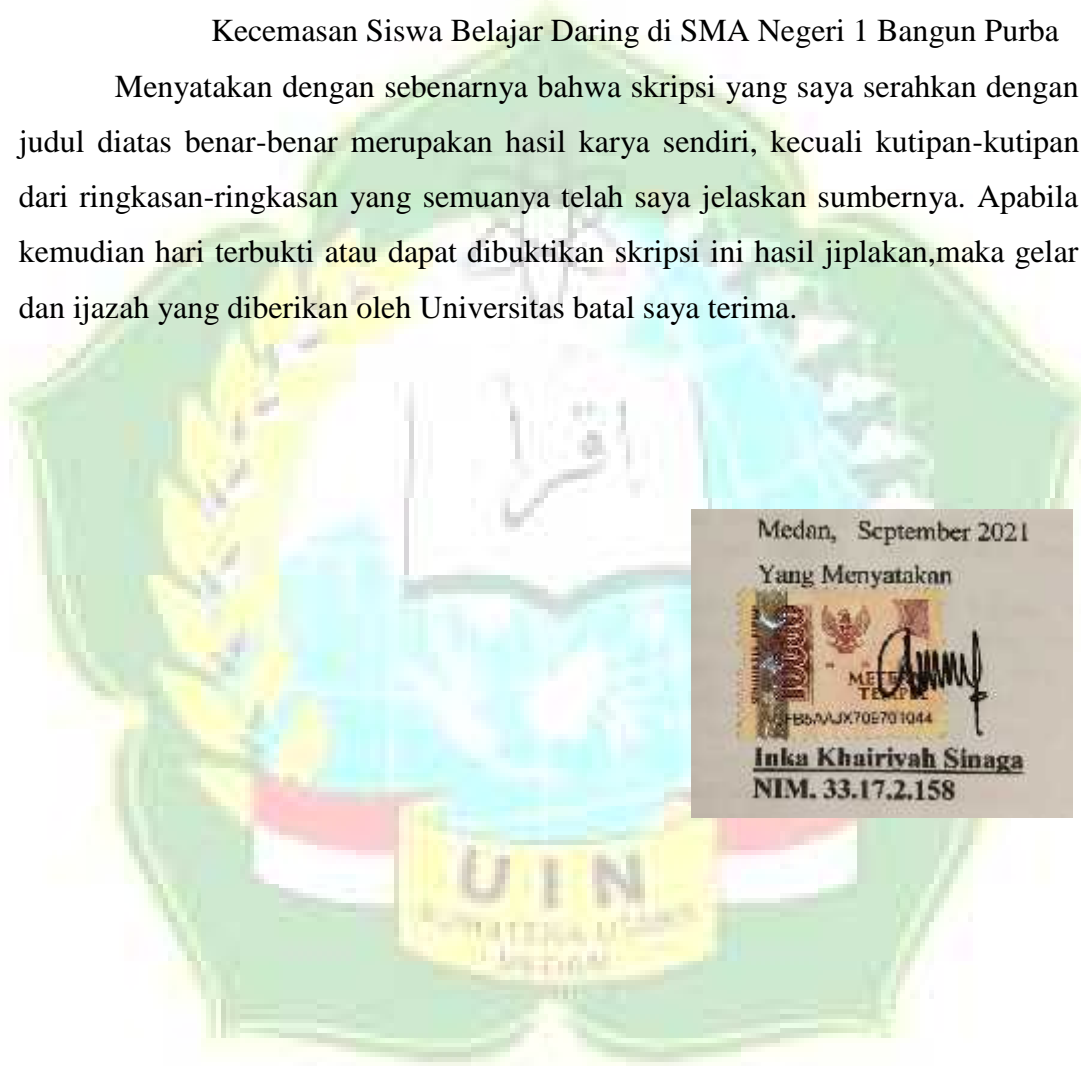 Kecemasan Siswa Belajar Daring di SMA Negeri 1 Bangun Purba
Menyatakan dengan sebenarnya bahwa skripsi yang saya serahkan dengan
judul diatas benar-benar merupakan hasil karya sendiri, kecuali kutipan-kutipan
dari ringkasan-ringkasan yang semuanya telah saya jelaskan sumbernya. Apabila
kemudian hari terbukti atau dapat dibuktikan skripsi ini hasil jiplakan,maka gelar
dan ijazah yang diberikan oleh Universitas batal saya terima.
اقرأ
Medan, September 2021
Yang Menyatakan
10000
Inka Khairiyah Sinaga
NIM. 33.17.2.158
UIN
SUMATERA UTARA
MEDAN